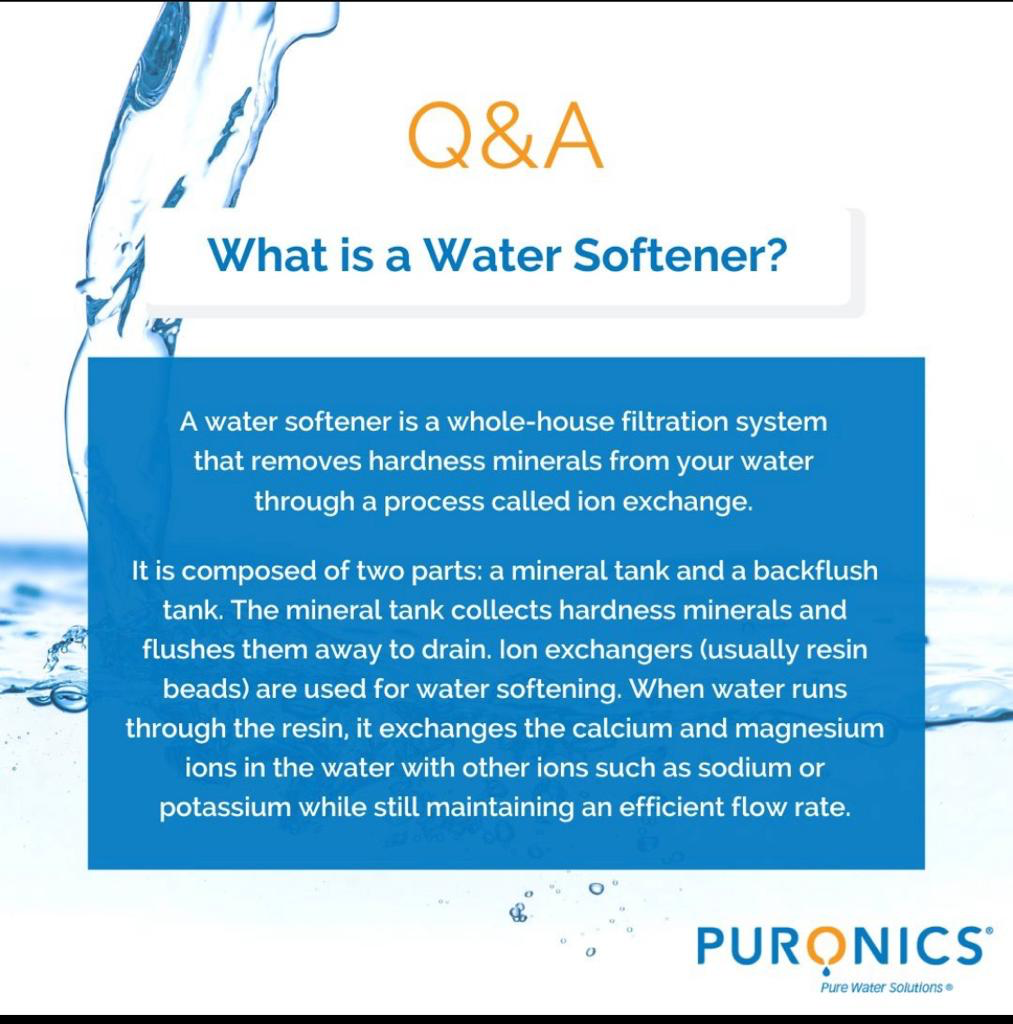 Q&A
What is a Water Softener?
A water softener is a whole-house filtration system
that removes hardness minerals from your water
through a process called ion exchange.
It is composed of two parts: a mineral tank and a backflush
tank. The mineral tank collects hardness minerals and
flushes them away to drain. Ion exchangers (usually resin
beads) are used for water softening. When water runs
through the resin, it exchanges the calcium and magnesium
ions in the water with other ions such as sodium or
potassium while still maintaining an efficient flow rate.
PURONICS®
Pure Water Solutions®